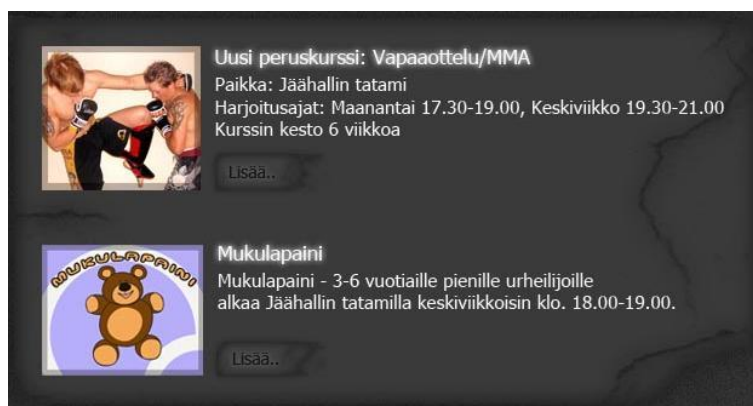 Uusi peruskurssi: Vapaaottelu/MMA
Paikka: Jäähallin tatami
Harjoitusajat: Maanantai 17.30-19.00, Keskiviikko 19.30-21.00
Kurssin kesto 6 viikkoa
Lisää..
Mukulapaini
MUKULAPAINI
Mukulapaini - 3-6 vuotiaille pienille urheilijoille
alkaa Jäähallin tatamilla keskiviikkoisin klo. 18.00-19.00.
Lisää..